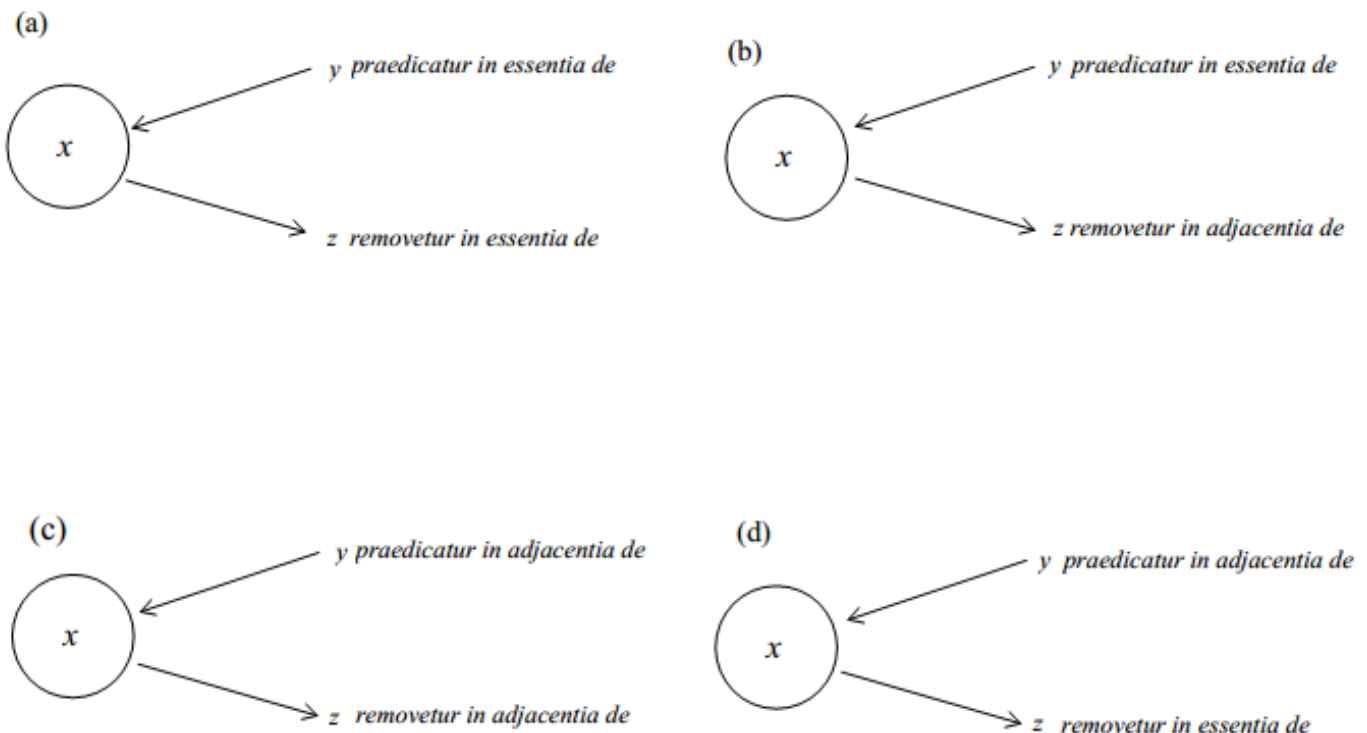 (a)
y praedicatur in essentia de
x
z removetur in essentia de
(b)
y praedicatur in essentia de
x
z removetur in adjacentia de
(c)
y praedicatur in adjacentia de
x
z removetur in adjacentia de
(d)
y praedicatur in adjacentia de
x
z removetur in essentia de